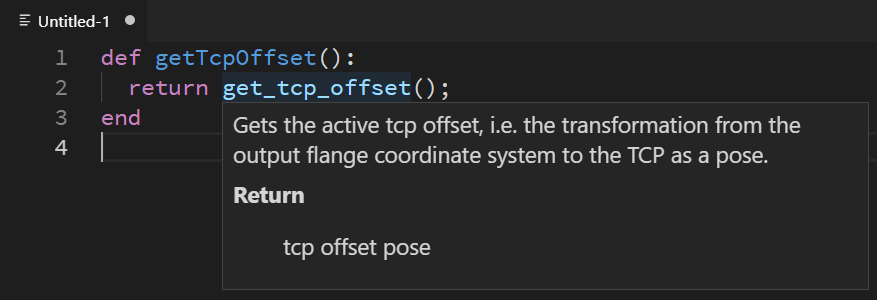 Untitled-1
1 def getTcpOffset():
2 return get_tcp_offset();
3 end
4
Gets the active tcp offset, i.e. the transformation from the
output flange coordinate system to the TCP as a pose.
Return
tcp offset pose